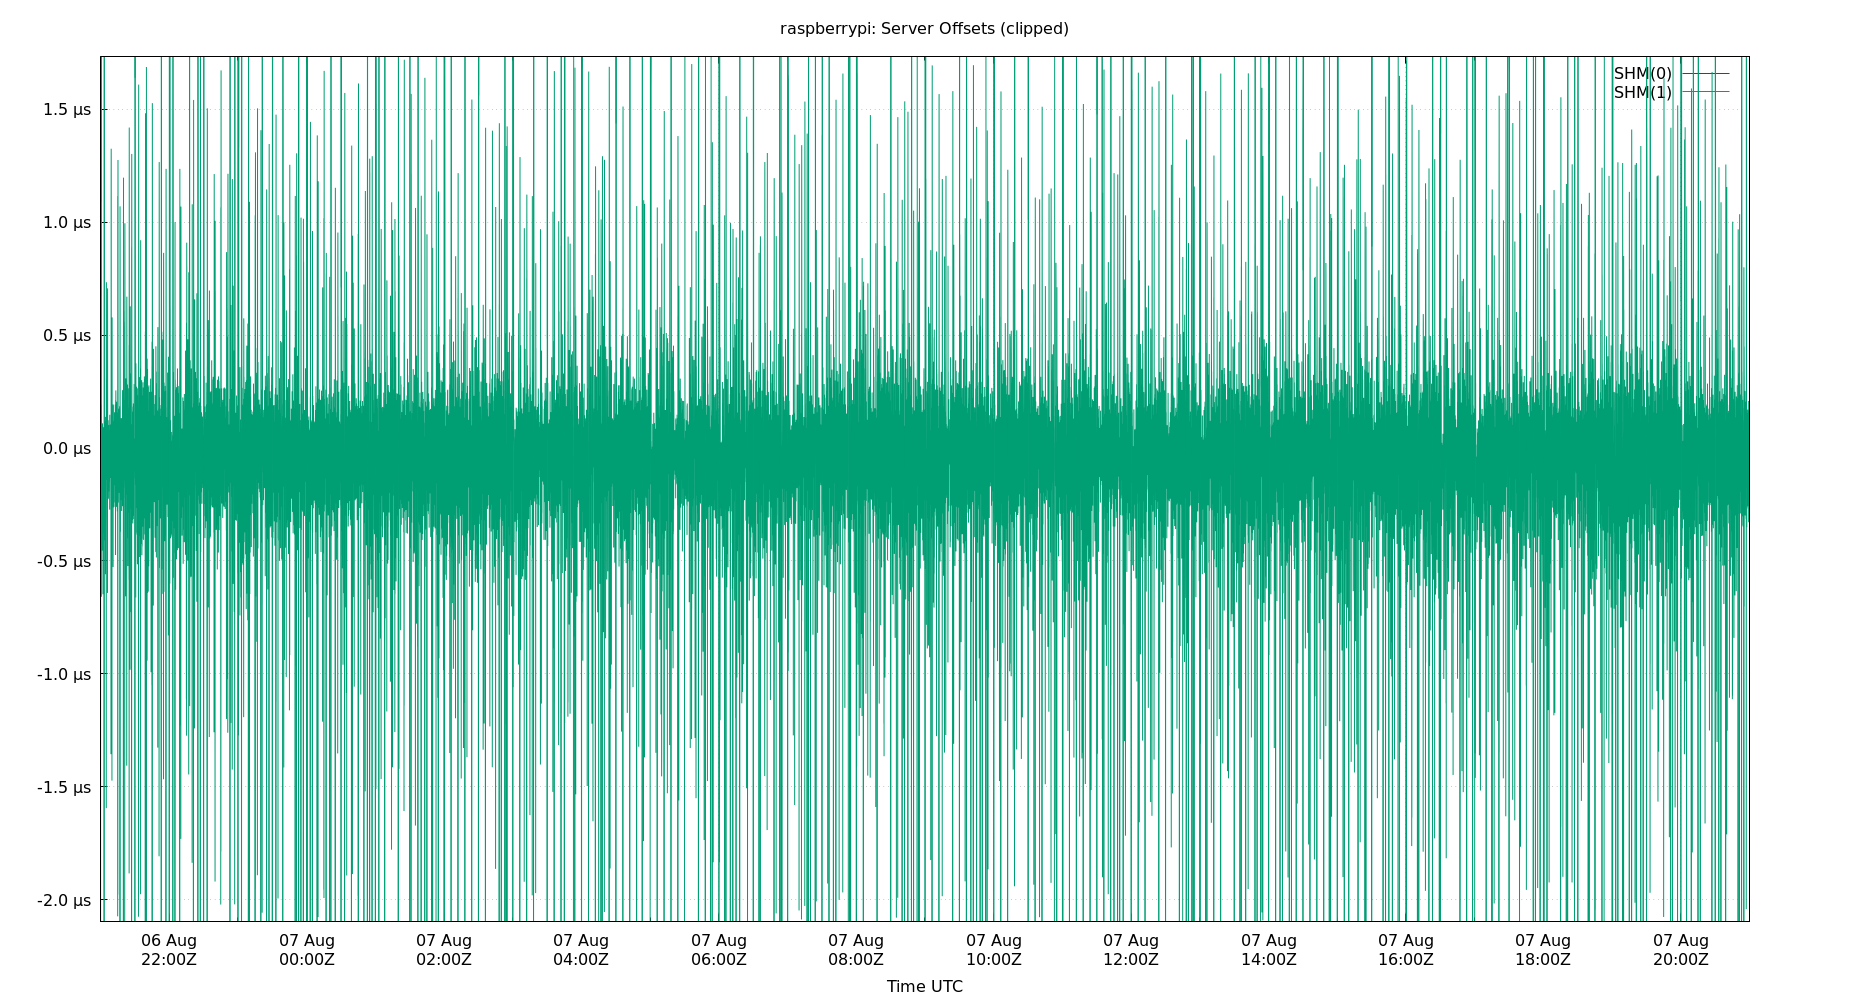 raspberrypi: Server Offsets (clipped)
SHM(0)
SHM(1)
1.5 µs
1.0 µs
0.5 µs
0.0 µs
-0.5 µs
-1.0 µs
-1.5 µs
-2.0 µs
06 Aug 07 Aug 07 Aug 07 Aug 07 Aug 07 Aug 07 Aug 07 Aug 07 Aug 07 Aug 07 Aug 07 Aug
22:00Z 00:00Z 02:00Z 04:00Z 06:00Z 08:00Z 10:00Z 12:00Z 14:00Z 16:00Z 18:00Z 20:00Z
Time UTC